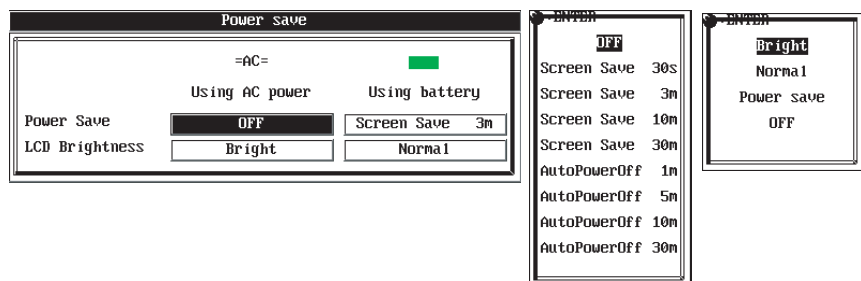 Power save
=AC=
Using AC power Using battery
Power Save OFF Screen Save 3m
LCD Brightness Bright Normal
ENTER
OFF
Screen Save 30s
Screen Save 3m
Screen Save 10m
Screen Save 30m
AutoPowerOff 1m
AutoPowerOff 5m
AutoPowerOff 10m
AutoPowerOff 30m
ENTER
Bright
Normal
Power save
OFF